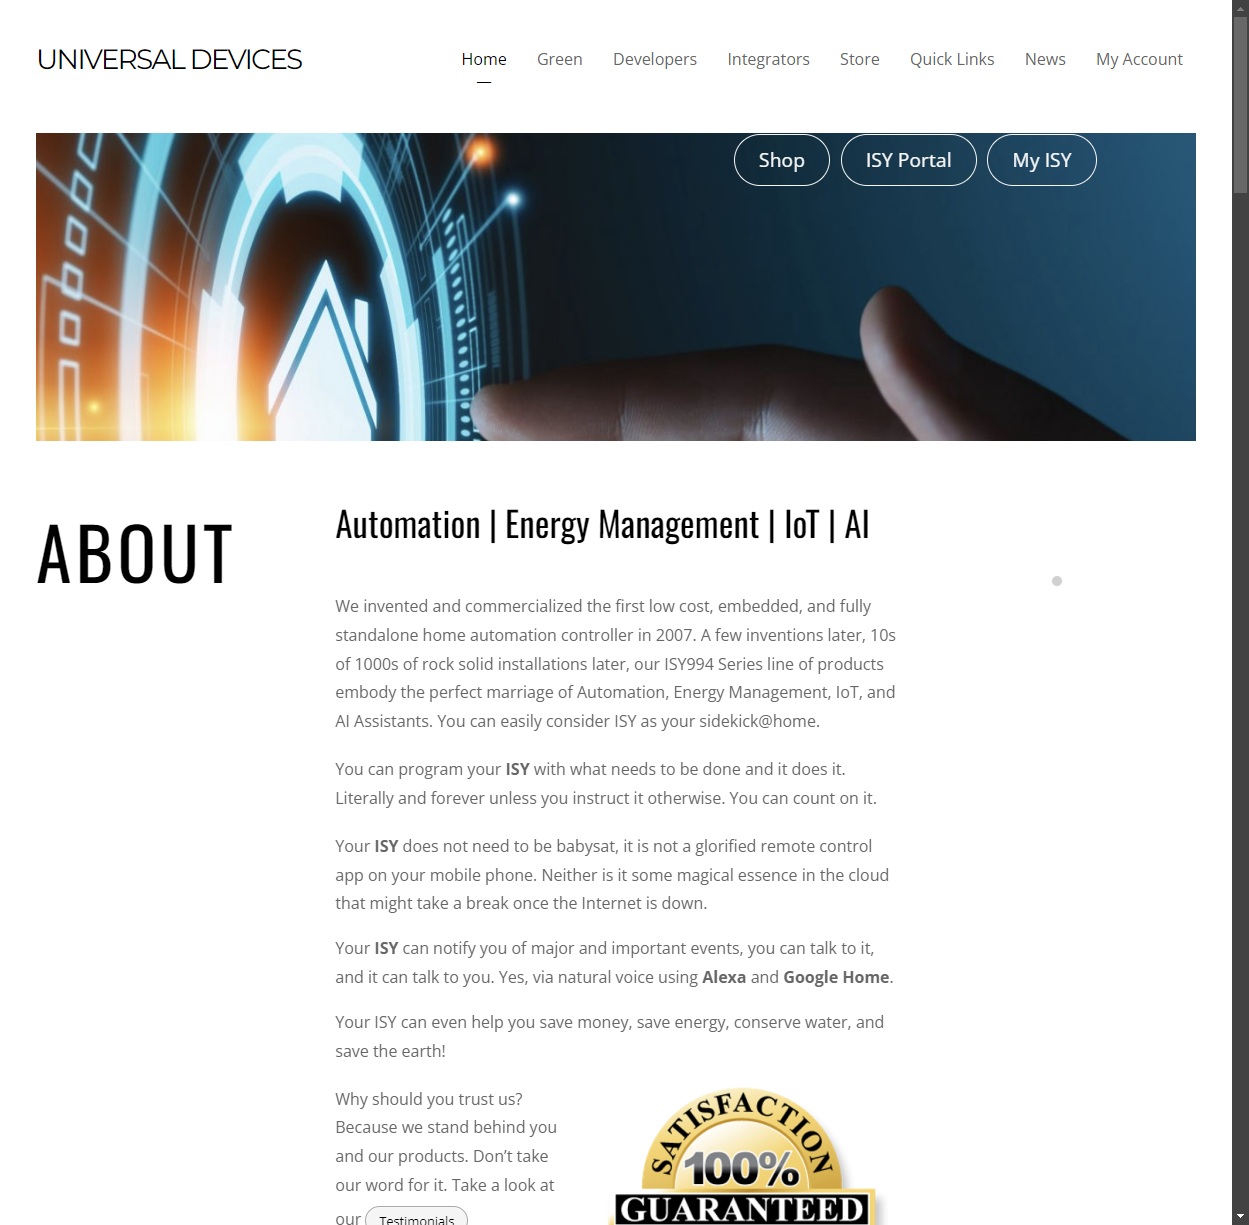 UNIVERSAL DEVICES
Home Green Developers Integrators Store Quick Links News My Account
Shop ISY Portal My ISY
ABOUT
Automation | Energy Management | IoT | AI
We invented and commercialized the first low cost, embedded, and fully
standalone home automation controller in 2007. A few inventions later, 10s
of 1000s of rock solid installations later, our ISY994 Series line of products
embody the perfect marriage of Automation, Energy Management, IoT, and
AI Assistants. You can easily consider ISY as your sidekick@home.
You can program your ISY with what needs to be done and it does it.
Literally and forever unless you instruct it otherwise. You can count on it.
Your ISY does not need to be babysat, it is not a glorified remote control
app on your mobile phone. Neither is it some magical essence in the cloud
that might take a break once the Internet is down.
Your ISY can notify you of major and important events, you can talk to it,
and it can talk to you. Yes, via natural voice using Alexa and Google Home.
Your ISY can even help you save money, save energy, conserve water, and
save the earth!
Why should you trust us?
Because we stand behind you
and our products. Don’t take
our word for it. Take a look at
our Testimonials
SATISFACTION
100%
GUARANTEED